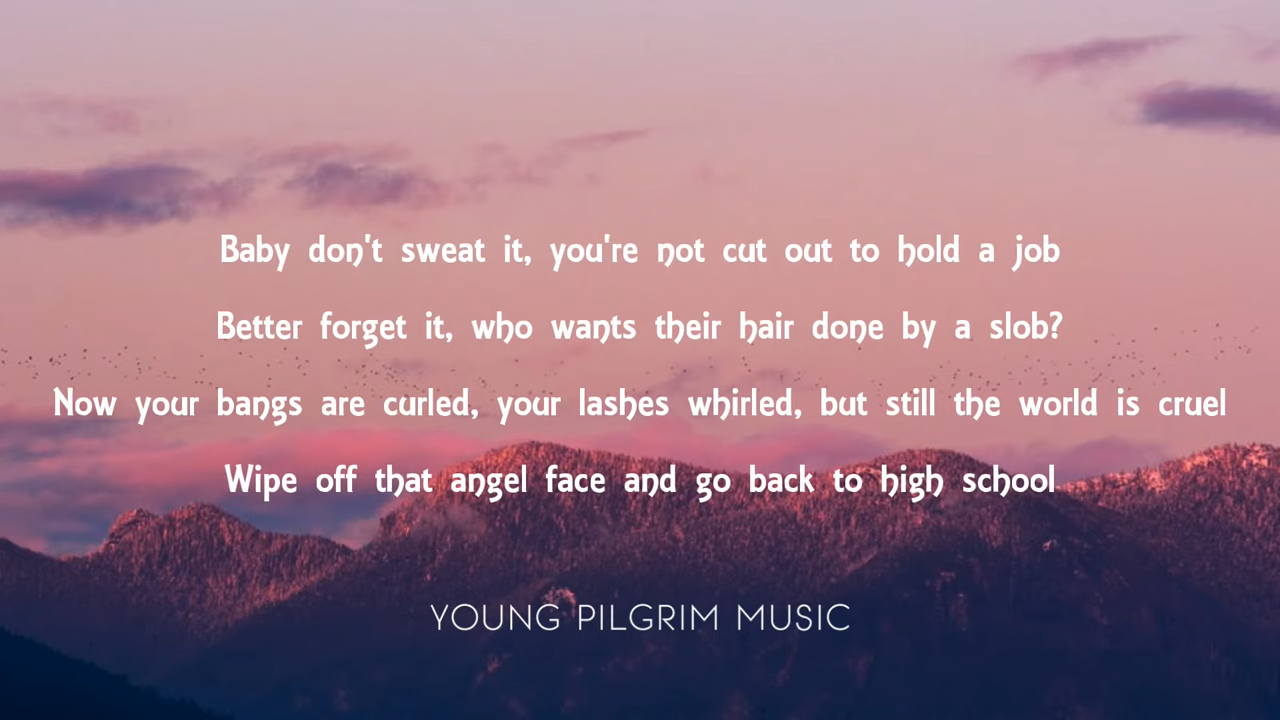 Baby don't sweat it, you're not cut out to hold a job
Better forget it, who wants their hair done by a slob?
Now your bangs are curled, your lashes whirled, but still the world is cruel
Wipe off that angel face and go back to high school
YOUNG PILGRIM MUSIC